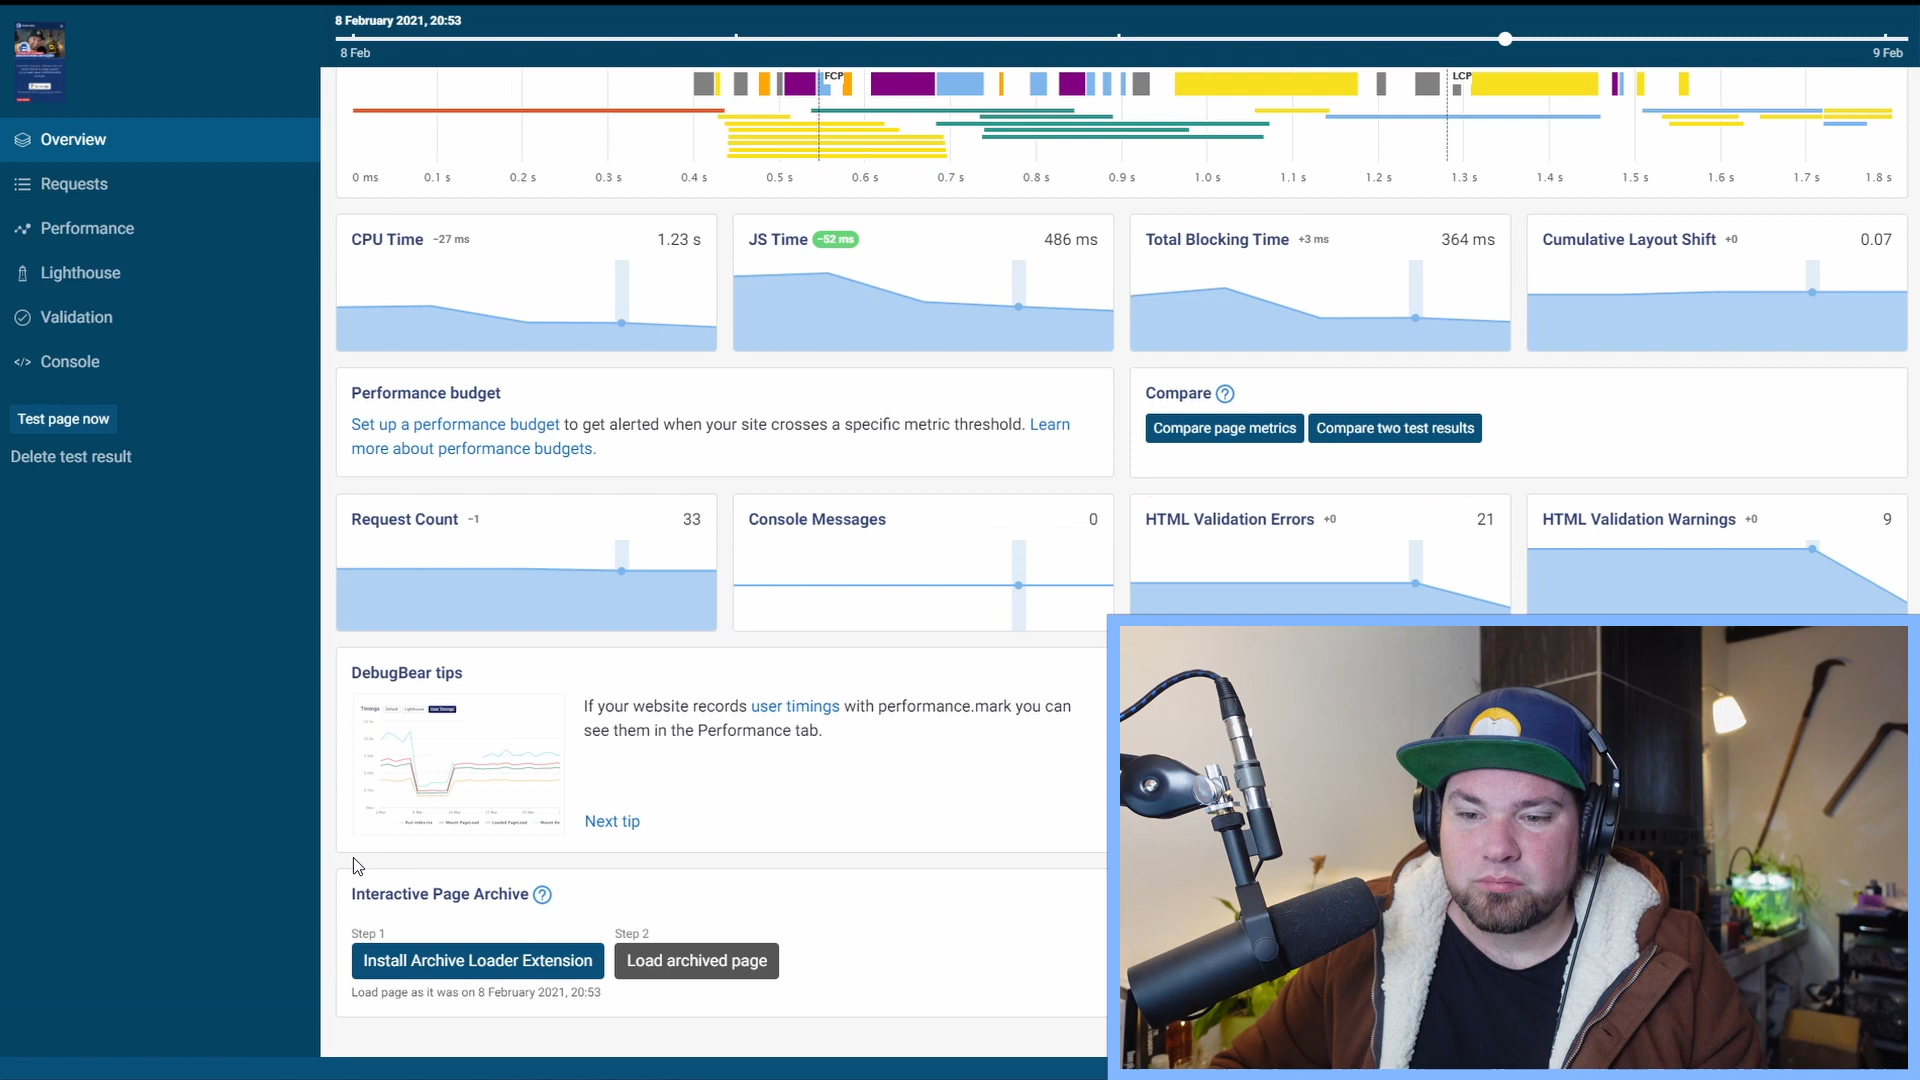 8 February 2021, 20:53
8 Feb
9 Feb
FCP
LCP
0 ms
0.1 s
0.2 s
0.3 s
0.4 s
0.5 s
0.6 s
0.7 s
0.8 s
0.9 s
1.0 s
1.1 s
1.2 s
1.3 s
1.4 s
1.5 s
1.6 s
1.7 s
1.8 s
Overview
Requests
Performance
Lighthouse
Validation
Console
Test page now
Delete test result
CPU Time −27 ms 1.23 s
JS Time −52 ms 486 ms
Total Blocking Time +3 ms 364 ms
Cumulative Layout Shift +0 0.07
Performance budget
Set up a performance budget to get alerted when your site crosses a specific metric threshold. Learn
more about performance budgets.
Compare ?
Compare page metrics
Compare two test results
Request Count −1 33
Console Messages 0
HTML Validation Errors +0 21
HTML Validation Warnings +0 9
DebugBear tips
Timings Default Lighthouse User Timings
If your website records user timings with performance.mark you can
see them in the Performance tab.
Next tip
Interactive Page Archive ?
Step 1
Install Archive Loader Extension
Step 2
Load archived page
Load page as it was on 8 February 2021, 20:53